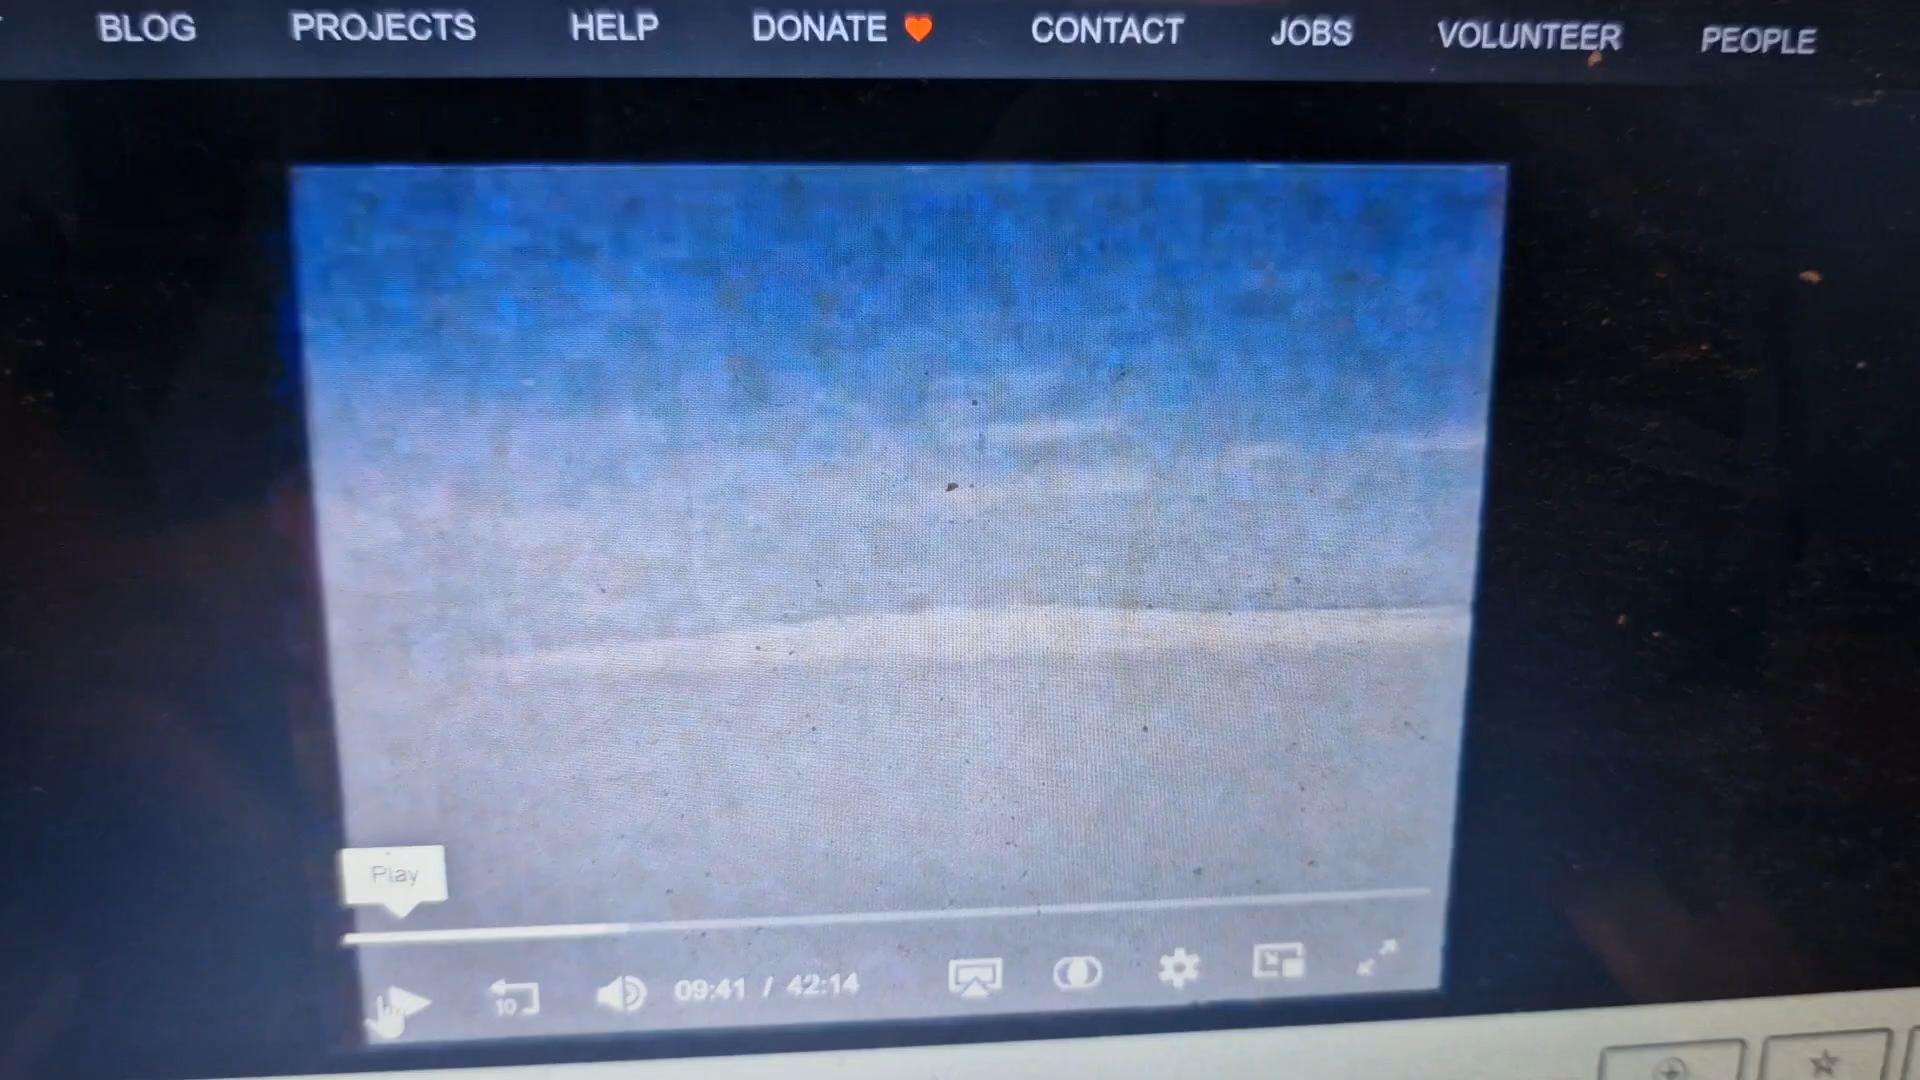 BLOG PROJECTS HELP DONATE CONTACT JOBS VOLUNTEER PEOPLE
Play
10 09:41 / 42:14